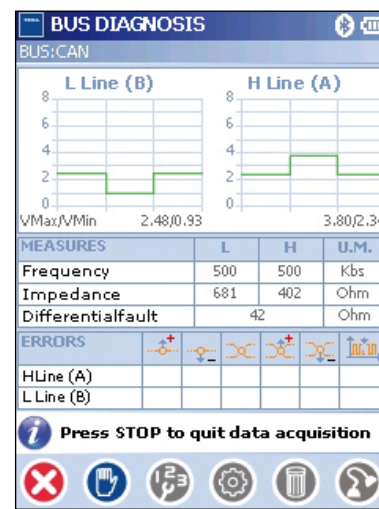 BUS DIAGNOSIS
BUS:CAN
L Line (B)
H Line (A)
8
6
4
2
0
8
6
4
2
0
VMax/VMin 2.48/0.93
3.80/2.34
MEASURES L H U.M.
Frequency 500 500 Kbs
Impedance 681 402 Ohm
Differentialfault 42 Ohm
ERRORS
HLine (A)
L Line (B)
Press STOP to quit data acquisition